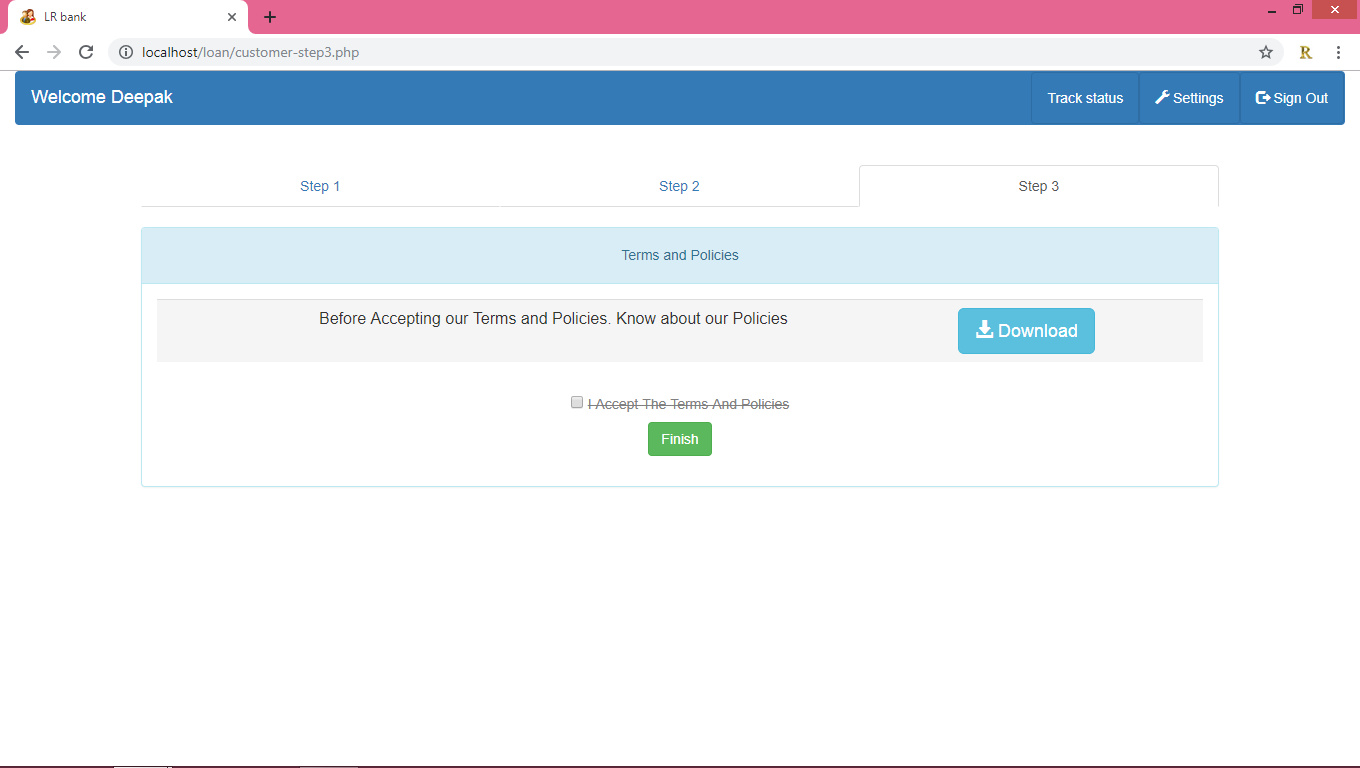 LR bank
localhost/loan/customer-step3.php
Welcome Deepak
Track status
Settings
Sign Out
Step 1
Step 2
Step 3
Terms and Policies
Before Accepting our Terms and Policies. Know about our Policies
Download
I Accept The Terms And Policies
Finish